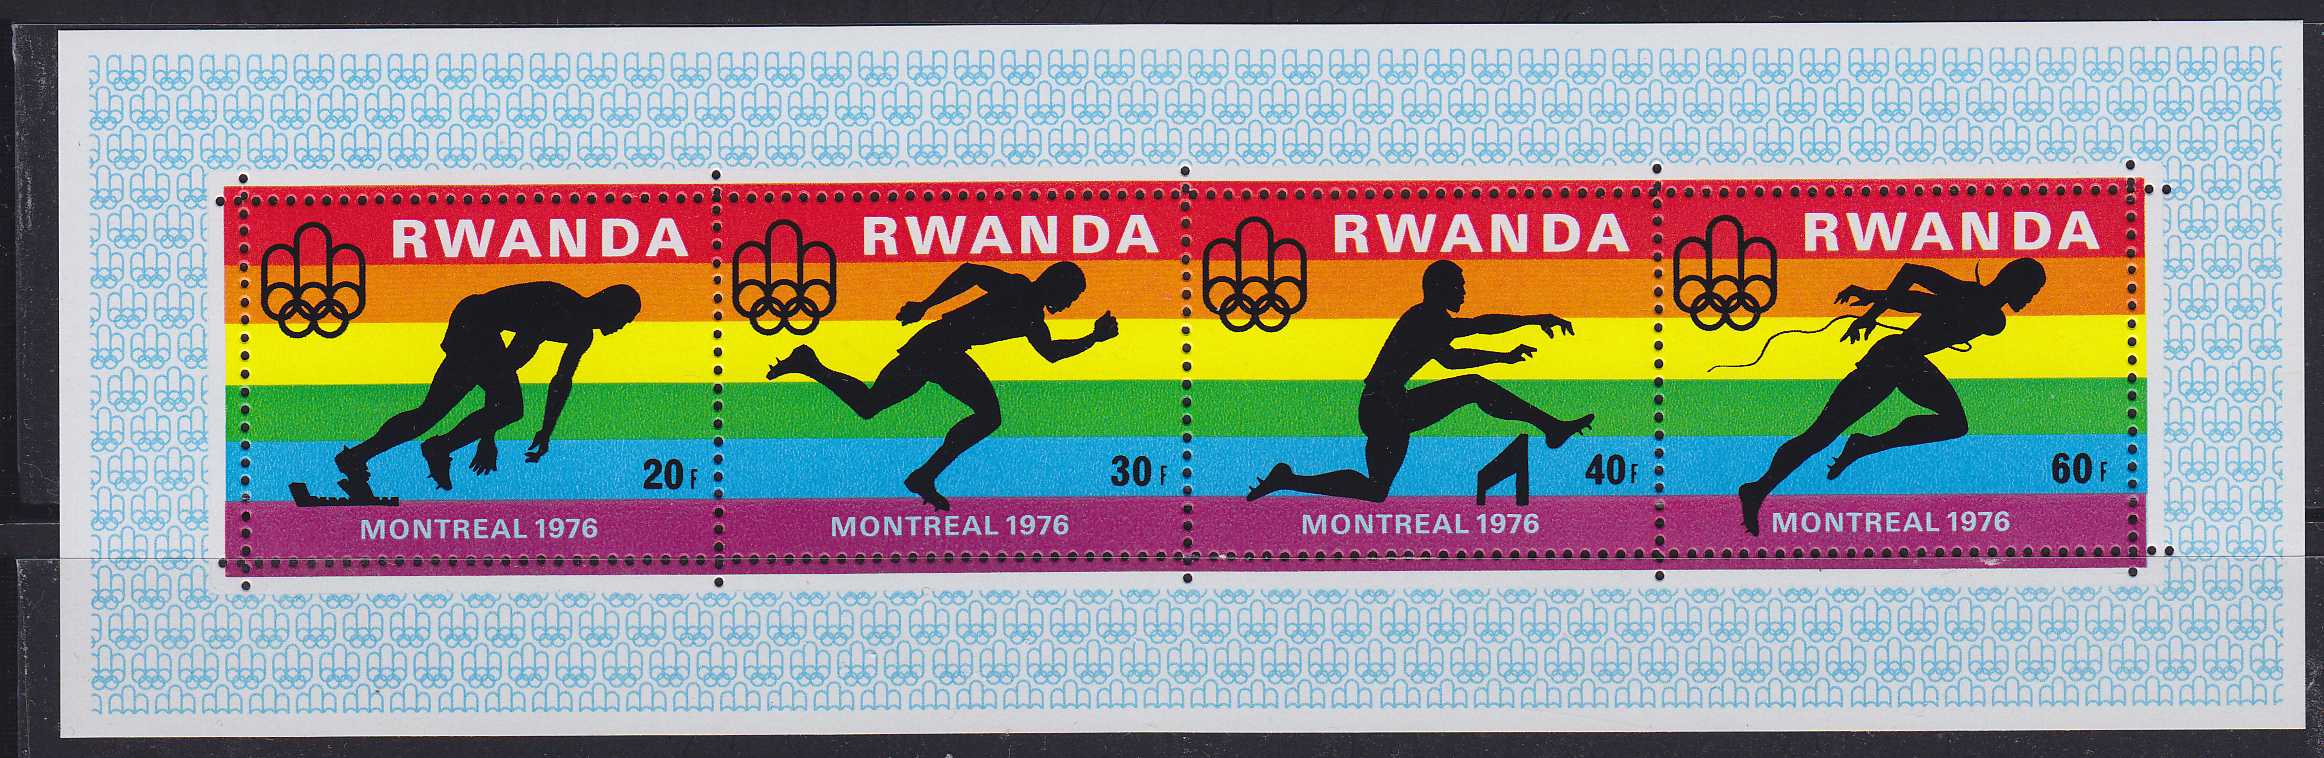 RWANDA
20F
MONTREAL 1976
RWANDA
30F
MONTREAL 1976
RWANDA
40F
MONTREAL 1976
RWANDA
60F
MONTREAL 1976